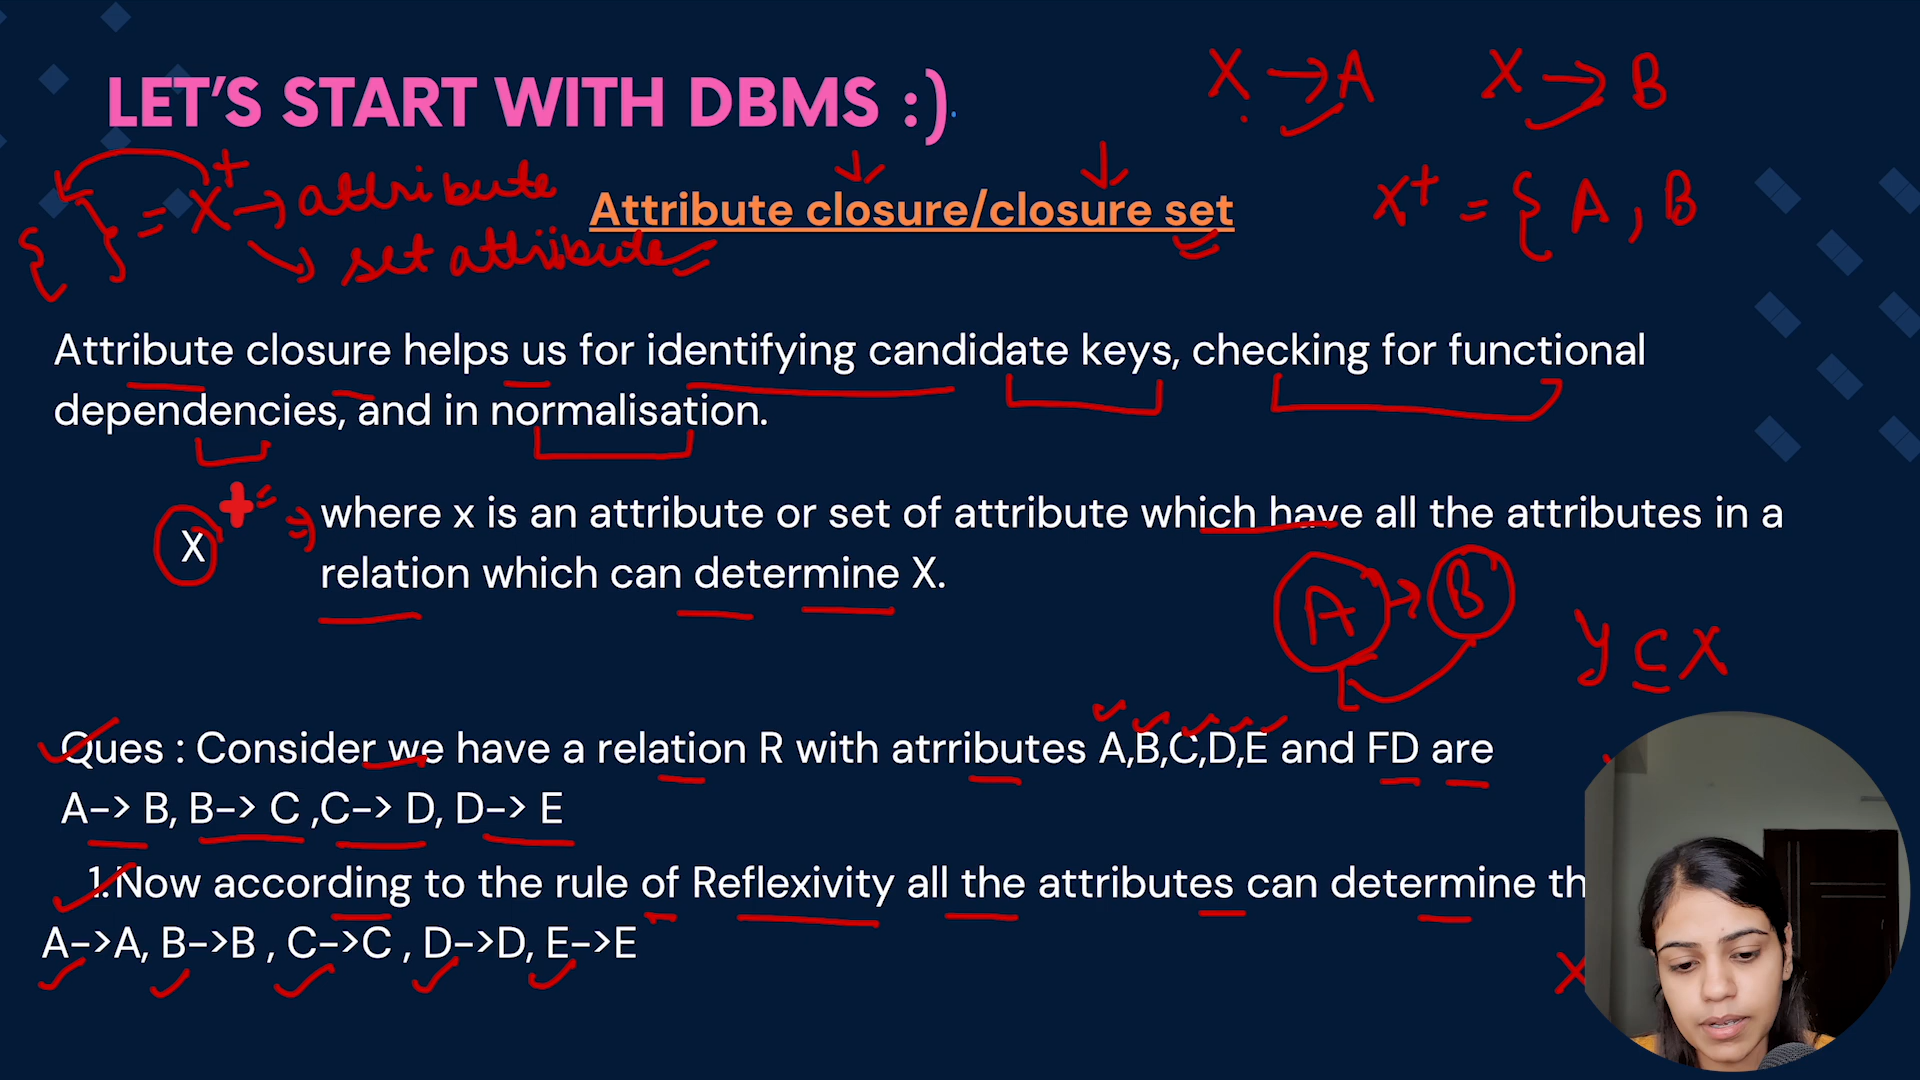 LET'S START WITH DBMS :)
X → A X → B
{ } = X+ → attribute
→ set attribute
Attribute closure/closure set
X+ = { A , B
Attribute closure helps us for identifying candidate keys, checking for functional
dependencies, and in normalisation.
X+ ⇒ where x is an attribute or set of attribute which have all the attributes in a
relation which can determine X.
A → B
y ⊆ X
Ques : Consider we have a relation R with atrributes A,B,C,D,E and FD are
A-> B, B-> C ,C-> D, D-> E
1.Now according to the rule of Reflexivity all the attributes can determine th
A->A, B->B , C->C , D->D, E->E
X